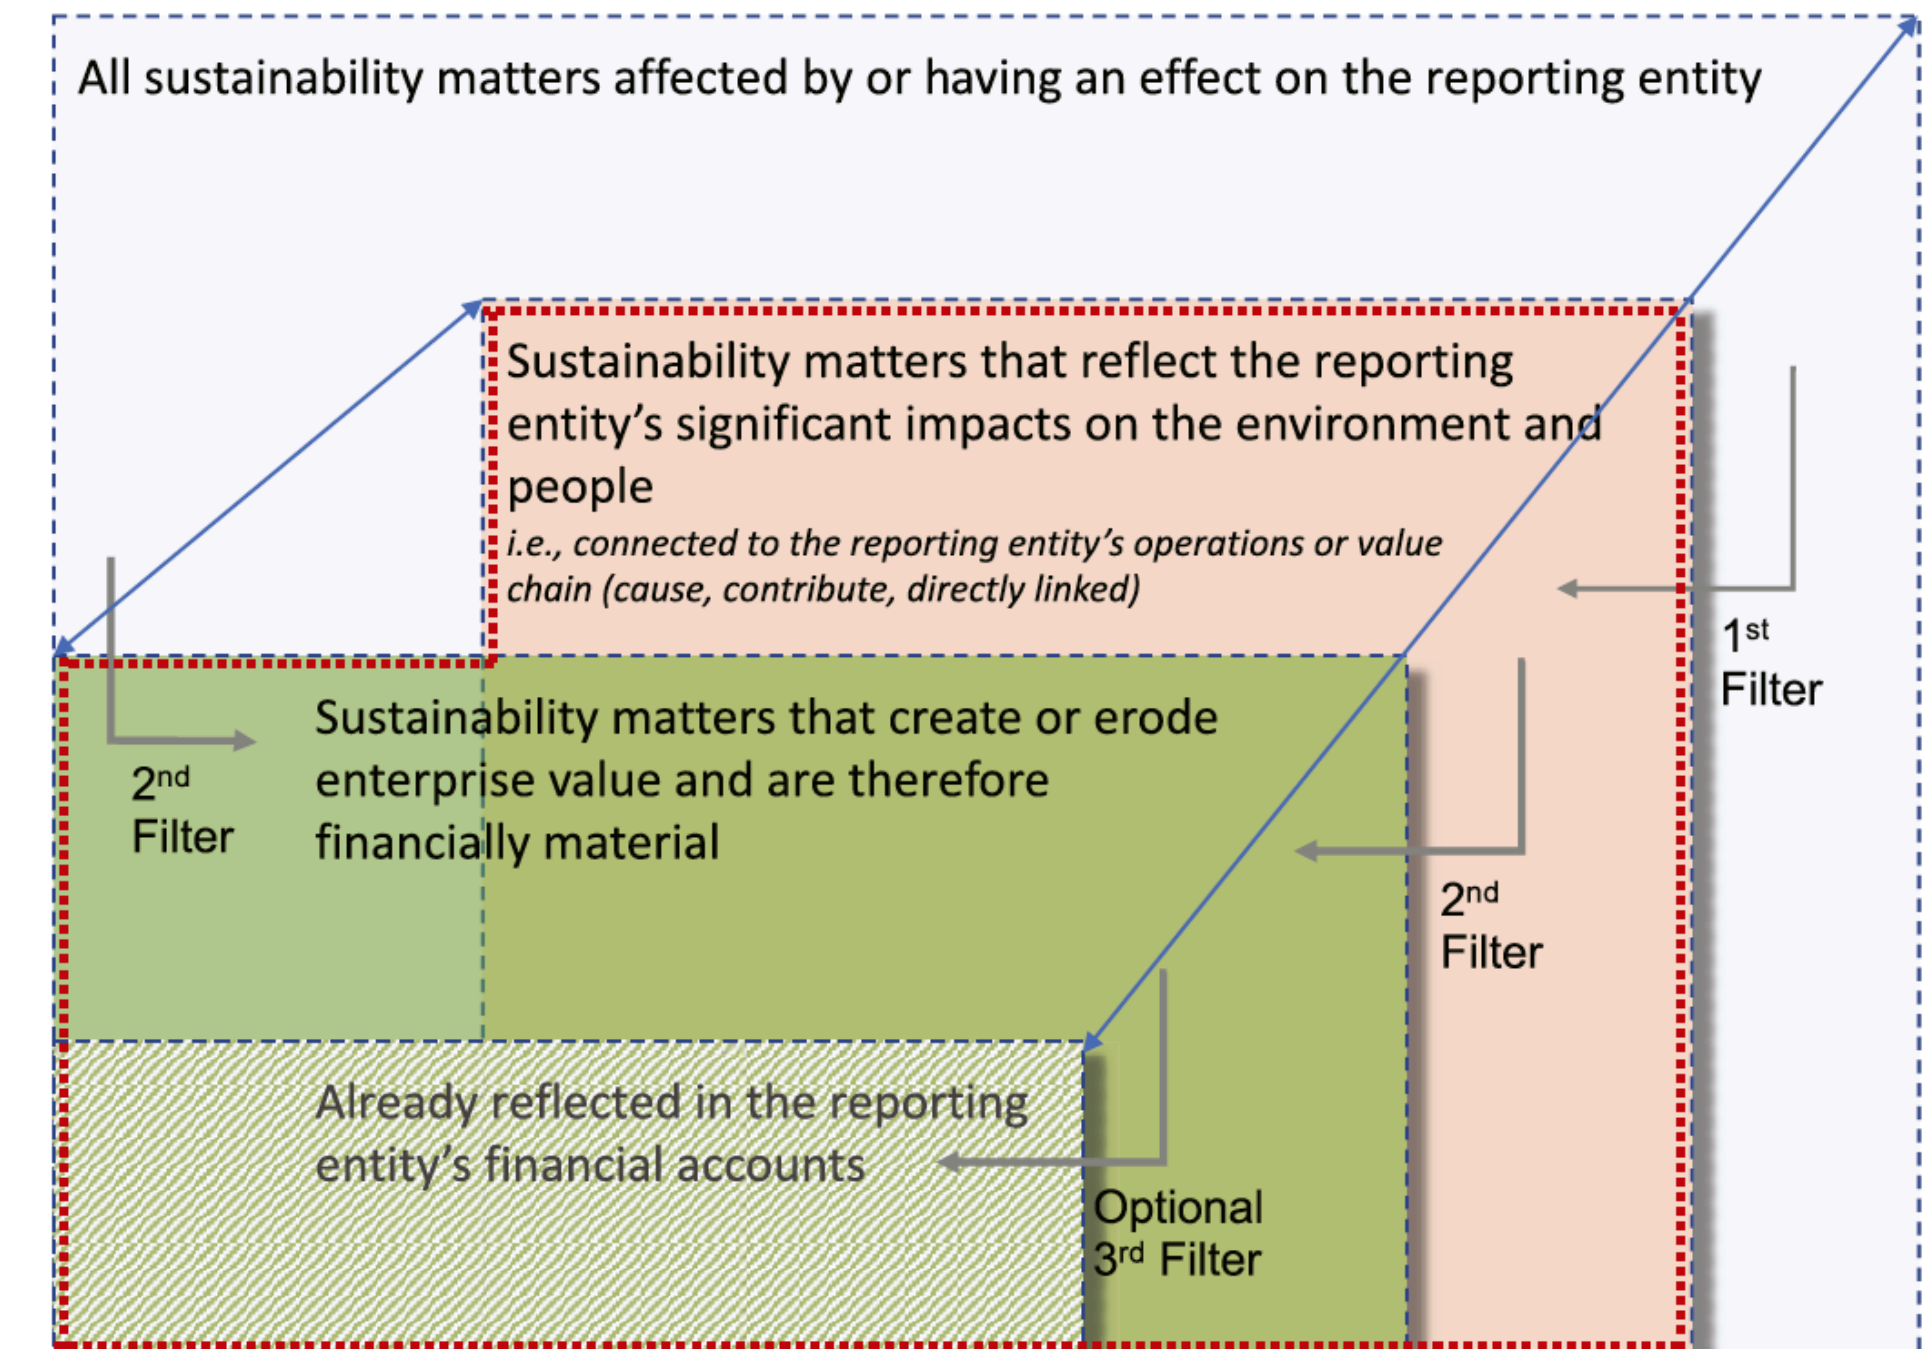 All sustainability matters affected by or having an effect on the reporting entity
Sustainability matters that reflect the reporting
entity’s significant impacts on the environment and
people
i.e., connected to the reporting entity’s operations or value
chain (cause, contribute, directly linked)
1st
Filter
Sustainability matters that create or erode
enterprise value and are therefore
financially material
2nd
Filter
2nd
Filter
Already reflected in the reporting
entity’s financial accounts
Optional
3rd Filter